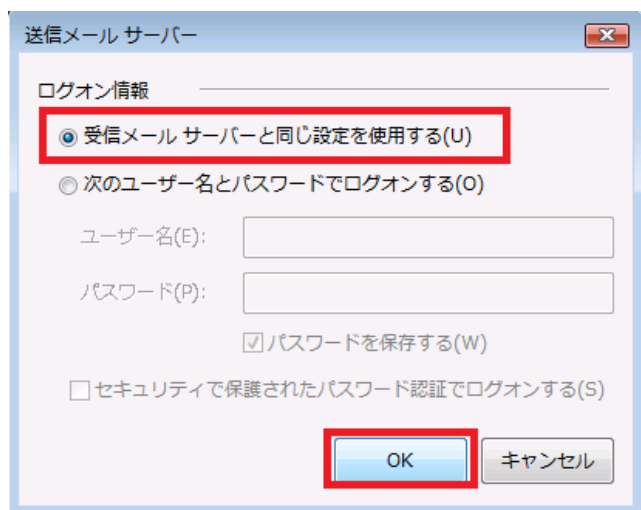 送信メール サーバー
ログオン情報
受信メール サーバーと同じ設定を使用する(U)
次のユーザー名とパスワードでログオンする(O)
ユーザー名(E):
パスワード(P):
パスワードを保存する(W)
セキュリティで保護されたパスワード認証でログオンする(S)
OK キャンセル